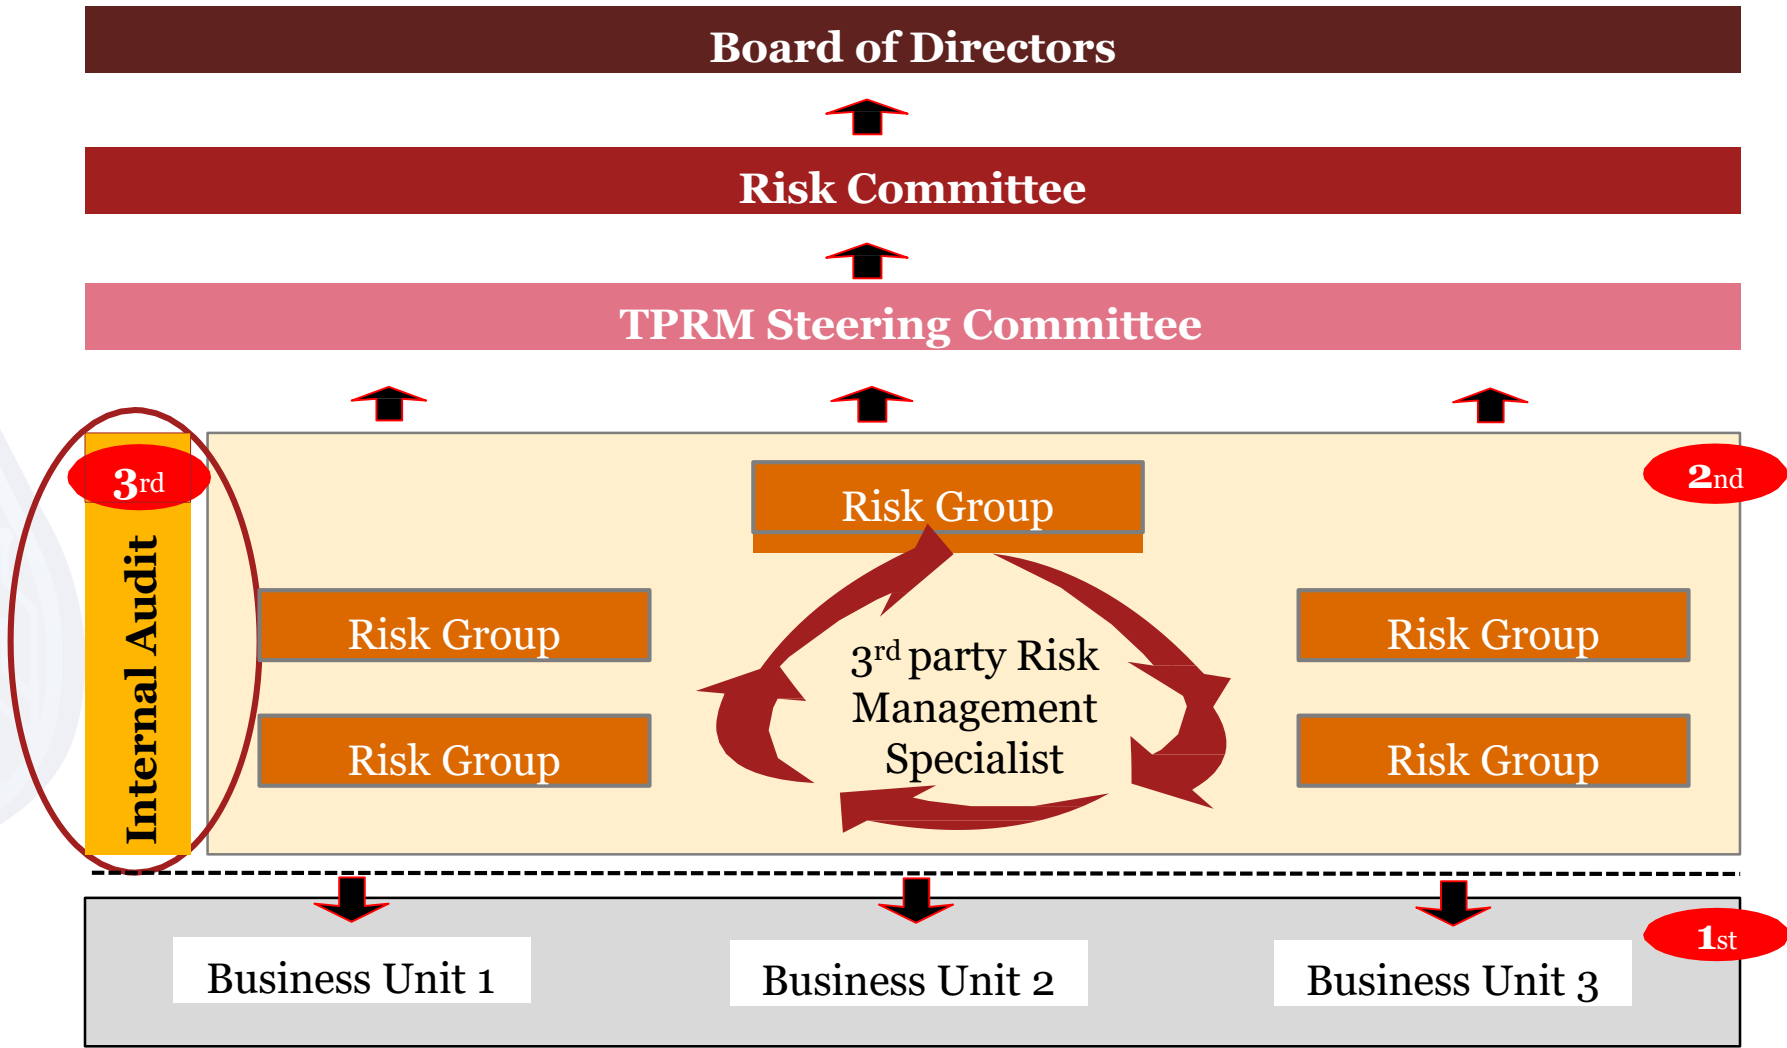 Board of Directors
Risk Committee
TPRM Steering Committee
3rd
2nd
Internal Audit
Risk Group
Risk Group
Risk Group
3rd party Risk
Management
Specialist
Risk Group
Risk Group
1st
Business Unit 1
Business Unit 2
Business Unit 3